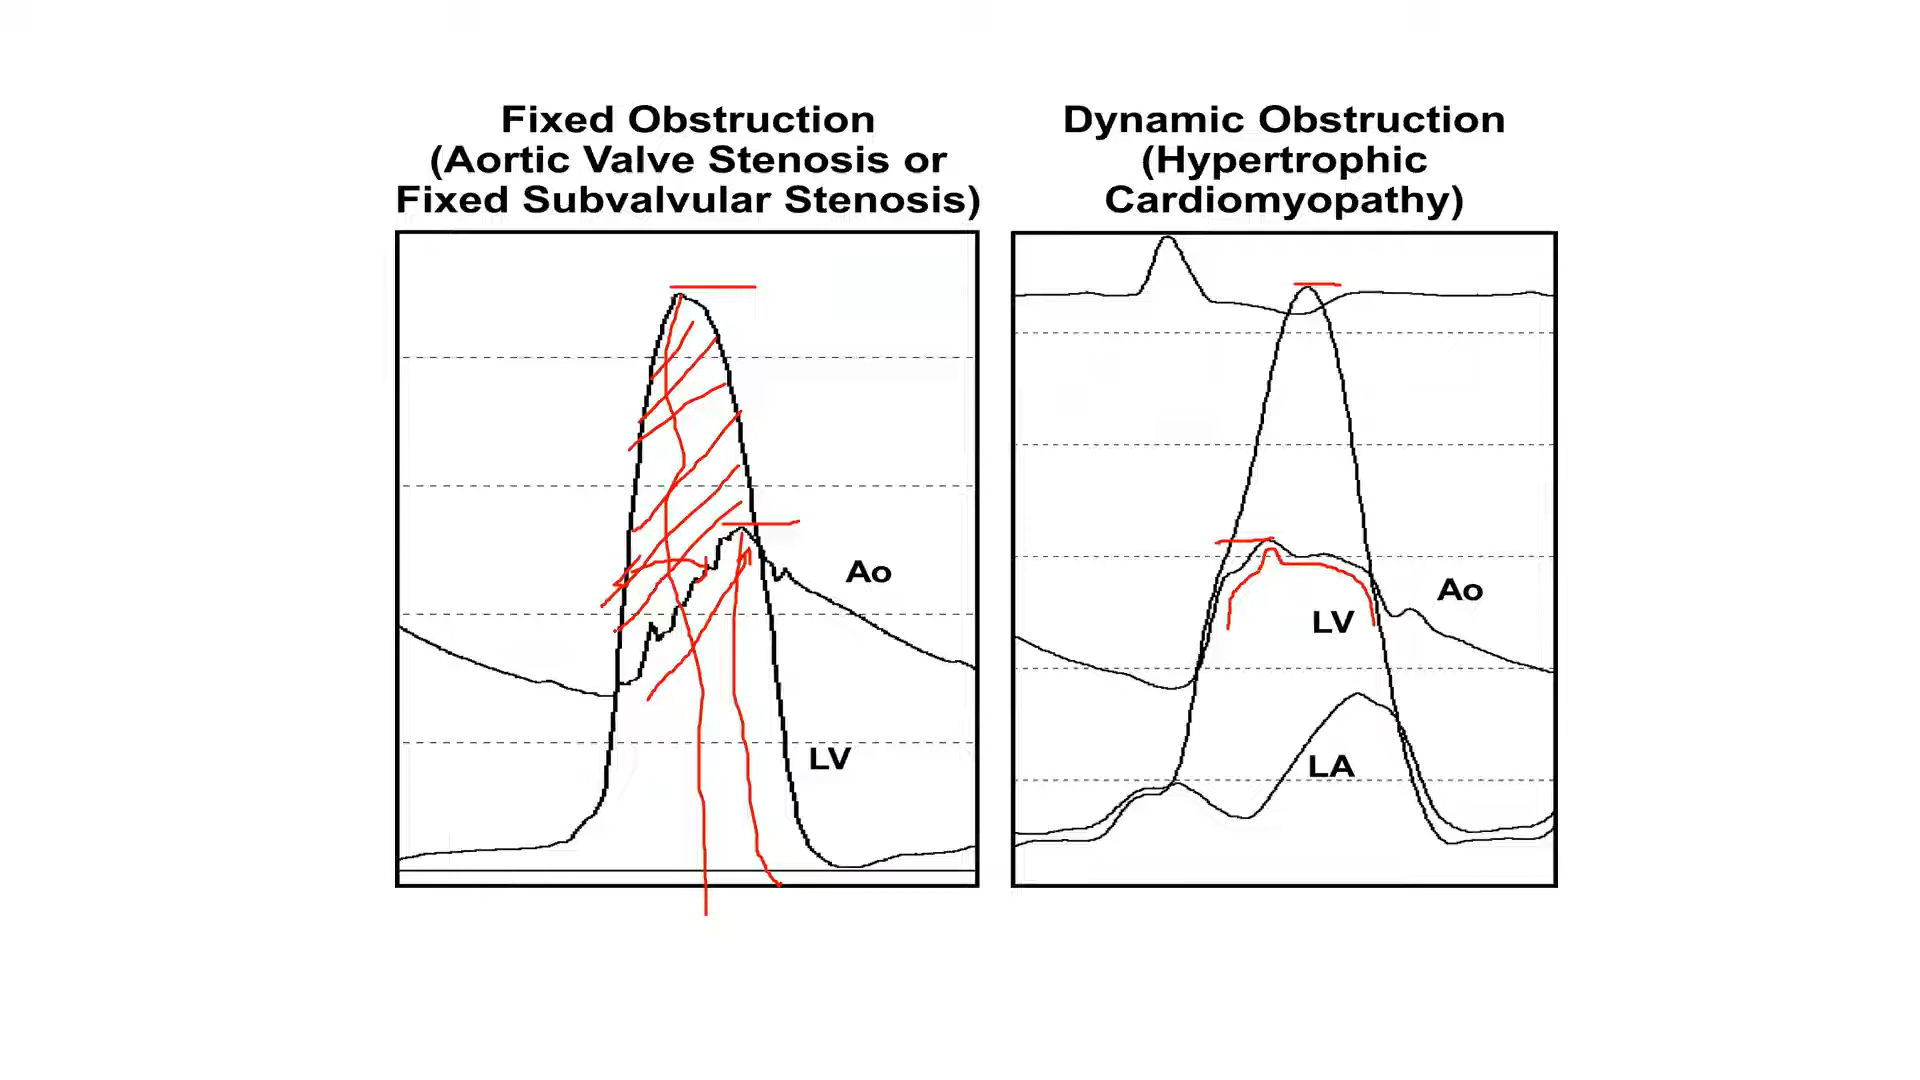 Fixed Obstruction
(Aortic Valve Stenosis or
Fixed Subvalvular Stenosis)
Ao
LV
Dynamic Obstruction
(Hypertrophic
Cardiomyopathy)
Ao
LV
LA